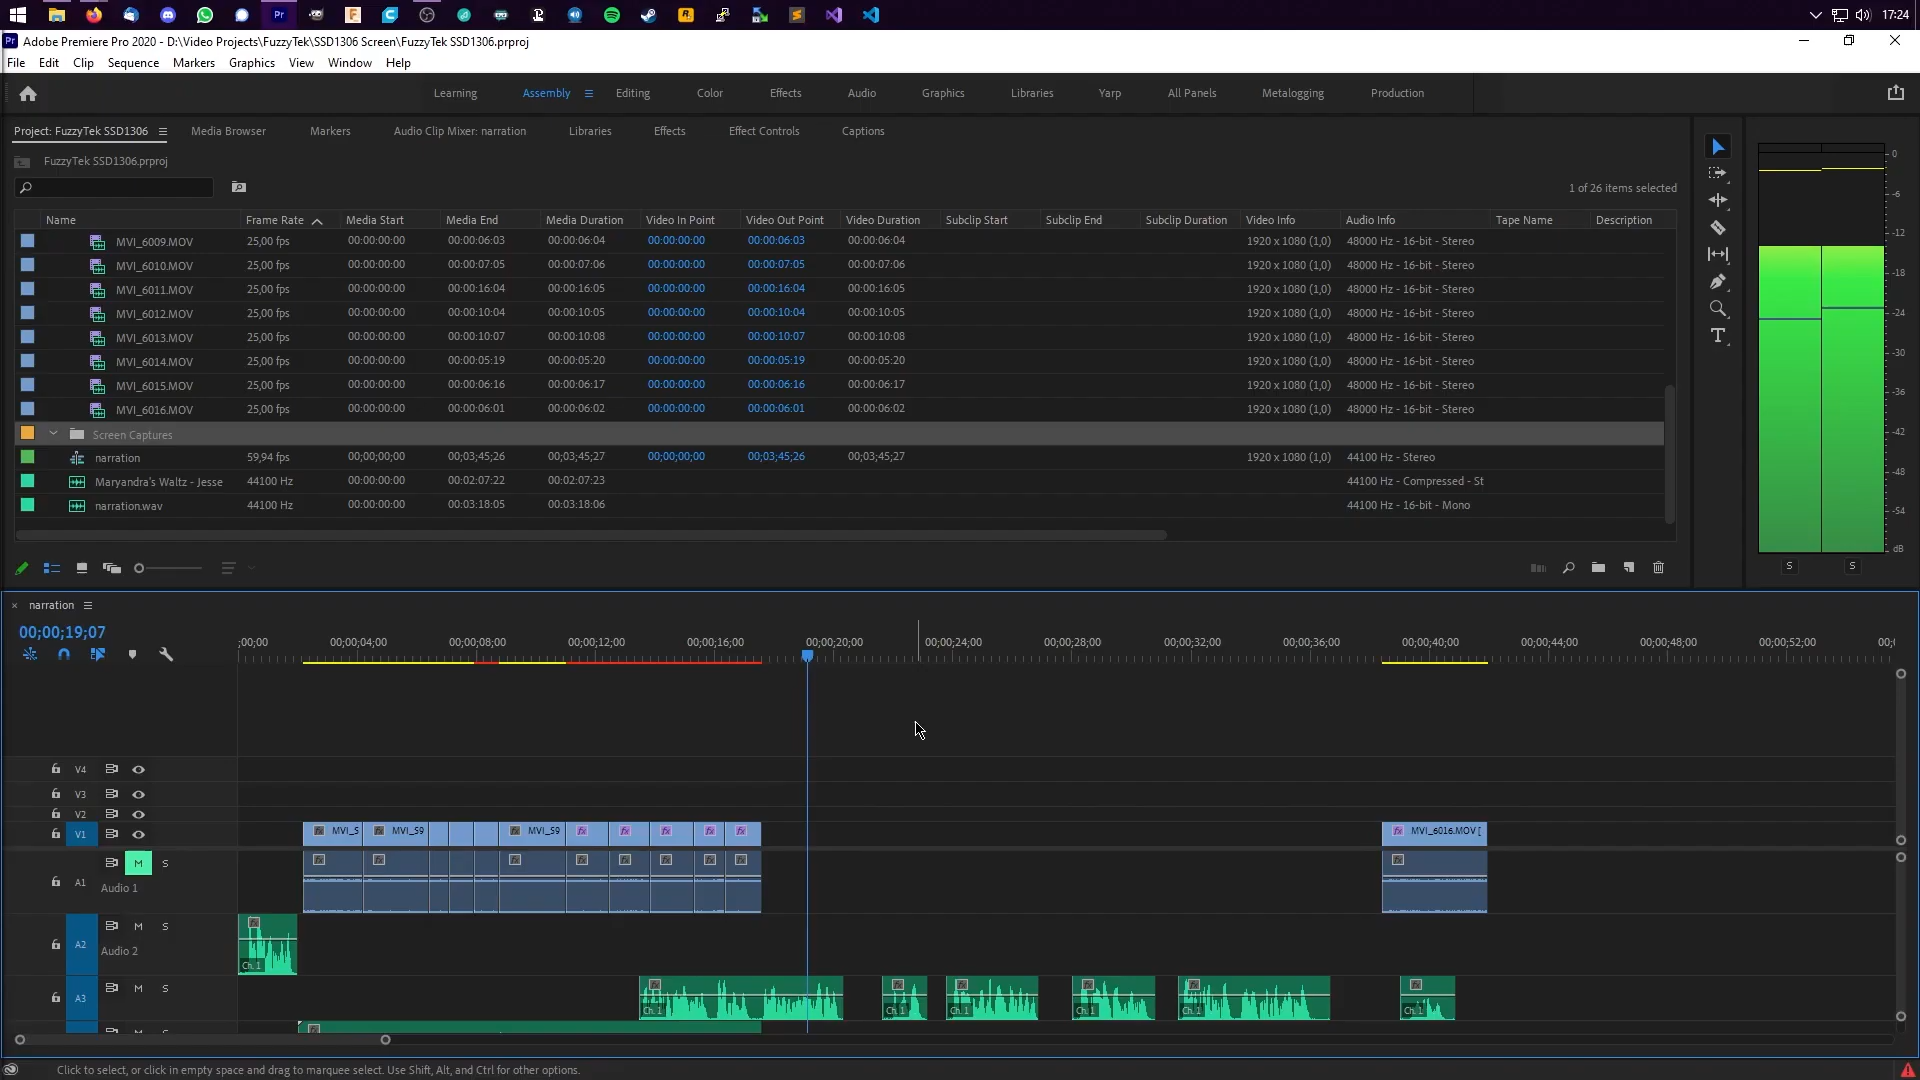 17:24
Adobe Premiere Pro 2020 - D:\Video Projects\FuzzyTek\SSD1306 Screen\FuzzyTek SSD1306.prproj
File Edit Clip Sequence Markers Graphics View Window Help
Learning Assembly Editing Color Effects Audio Graphics Libraries Yarp All Panels Metalogging Production
Project: FuzzyTek SSD1306 Media Browser Markers Audio Clip Mixer: narration Libraries Effects Effect Controls Captions
FuzzyTek SSD1306.prproj
1 of 26 items selected
Name Frame Rate Media Start Media End Media Duration Video In Point Video Out Point Video Duration Subclip Start Subclip End Subclip Duration Video Info Audio Info Tape Name Description
MVI_6009.MOV 25,00 fps 00:00:00:00 00:00:06:03 00:00:06:04 00:00:00:00 00:00:06:03 00:00:06:04 1920 x 1080 (1,0) 48000 Hz - 16-bit - Stereo
MVI_6010.MOV 25,00 fps 00:00:00:00 00:00:07:05 00:00:07:06 00:00:00:00 00:00:07:05 00:00:07:06 1920 x 1080 (1,0) 48000 Hz - 16-bit - Stereo
MVI_6011.MOV 25,00 fps 00:00:00:00 00:00:16:04 00:00:16:05 00:00:00:00 00:00:16:04 00:00:16:05 1920 x 1080 (1,0) 48000 Hz - 16-bit - Stereo
MVI_6012.MOV 25,00 fps 00:00:00:00 00:00:10:04 00:00:10:05 00:00:00:00 00:00:10:04 00:00:10:05 1920 x 1080 (1,0) 48000 Hz - 16-bit - Stereo
MVI_6013.MOV 25,00 fps 00:00:00:00 00:00:10:07 00:00:10:08 00:00:00:00 00:00:10:07 00:00:10:08 1920 x 1080 (1,0) 48000 Hz - 16-bit - Stereo
MVI_6014.MOV 25,00 fps 00:00:00:00 00:00:05:19 00:00:05:20 00:00:00:00 00:00:05:19 00:00:05:20 1920 x 1080 (1,0) 48000 Hz - 16-bit - Stereo
MVI_6015.MOV 25,00 fps 00:00:00:00 00:00:06:16 00:00:06:17 00:00:00:00 00:00:06:16 00:00:06:17 1920 x 1080 (1,0) 48000 Hz - 16-bit - Stereo
MVI_6016.MOV 25,00 fps 00:00:00:00 00:00:06:01 00:00:06:02 00:00:00:00 00:00:06:01 00:00:06:02 1920 x 1080 (1,0) 48000 Hz - 16-bit - Stereo
Screen Captures
narration 59,94 fps 00;00;00;00 00;03;45;26 00;03;45;27 00;00;00;00 00;03;45;26 00;03;45;27 1920 x 1080 (1,0) 44100 Hz - Stereo
Maryandra's Waltz - Jesse 44100 Hz 00:00:00:00 00:02:07:22 00:02:07:23 44100 Hz - Compressed - St
narration.wav 44100 Hz 00:00:00:00 00:03:18:05 00:03:18:06 44100 Hz - 16-bit - Mono
0
-6
-12
-18
-24
-30
-36
-42
-48
-54
dB
S S
narration
00;00;19;07
;00;00 00;00;04;00 00;00;08;00 00;00;12;00 00;00;16;00 00;00;20;00 00;00;24;00 00;00;28;00 00;00;32;00 00;00;36;00 00;00;40;00 00;00;44;00 00;00;48;00 00;00;52;00 00;
V4
V3
V2
V1 MVI_5 MVI_59 MVI_59 MVI_6016.MOV [
M S
A1 Audio 1
M S
A2 Audio 2
Ch. 1
M S
A3
Ch. 1 Ch. 1 Ch. 1 Ch. 1 Ch. 1 Ch. 1
Click to select, or click in empty space and drag to marquee select. Use Shift, Alt, and Ctrl for other options.